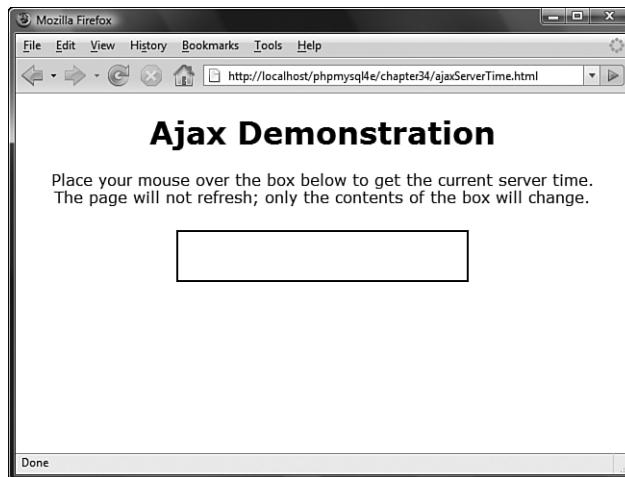 Mozilla Firefox
File Edit View History Bookmarks Tools Help
http://localhost/phpmysql4e/chapter34/ajaxServerTime.html
Ajax Demonstration
Place your mouse over the box below to get the current server time.
The page will not refresh; only the contents of the box will change.
Done